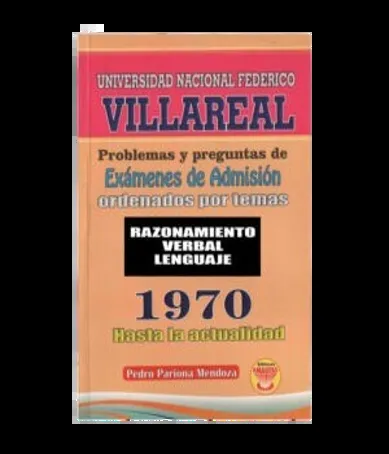 UNIVERSIDAD NACIONAL FEDERICO
VILLAREAL
Problemas y preguntas de
Exámenes de Admisión
ordenados por temas
RAZONAMIENTO
VERBAL
LENGUAJE
1970
Hasta la actualidad
Pedro Pariona Mendoza